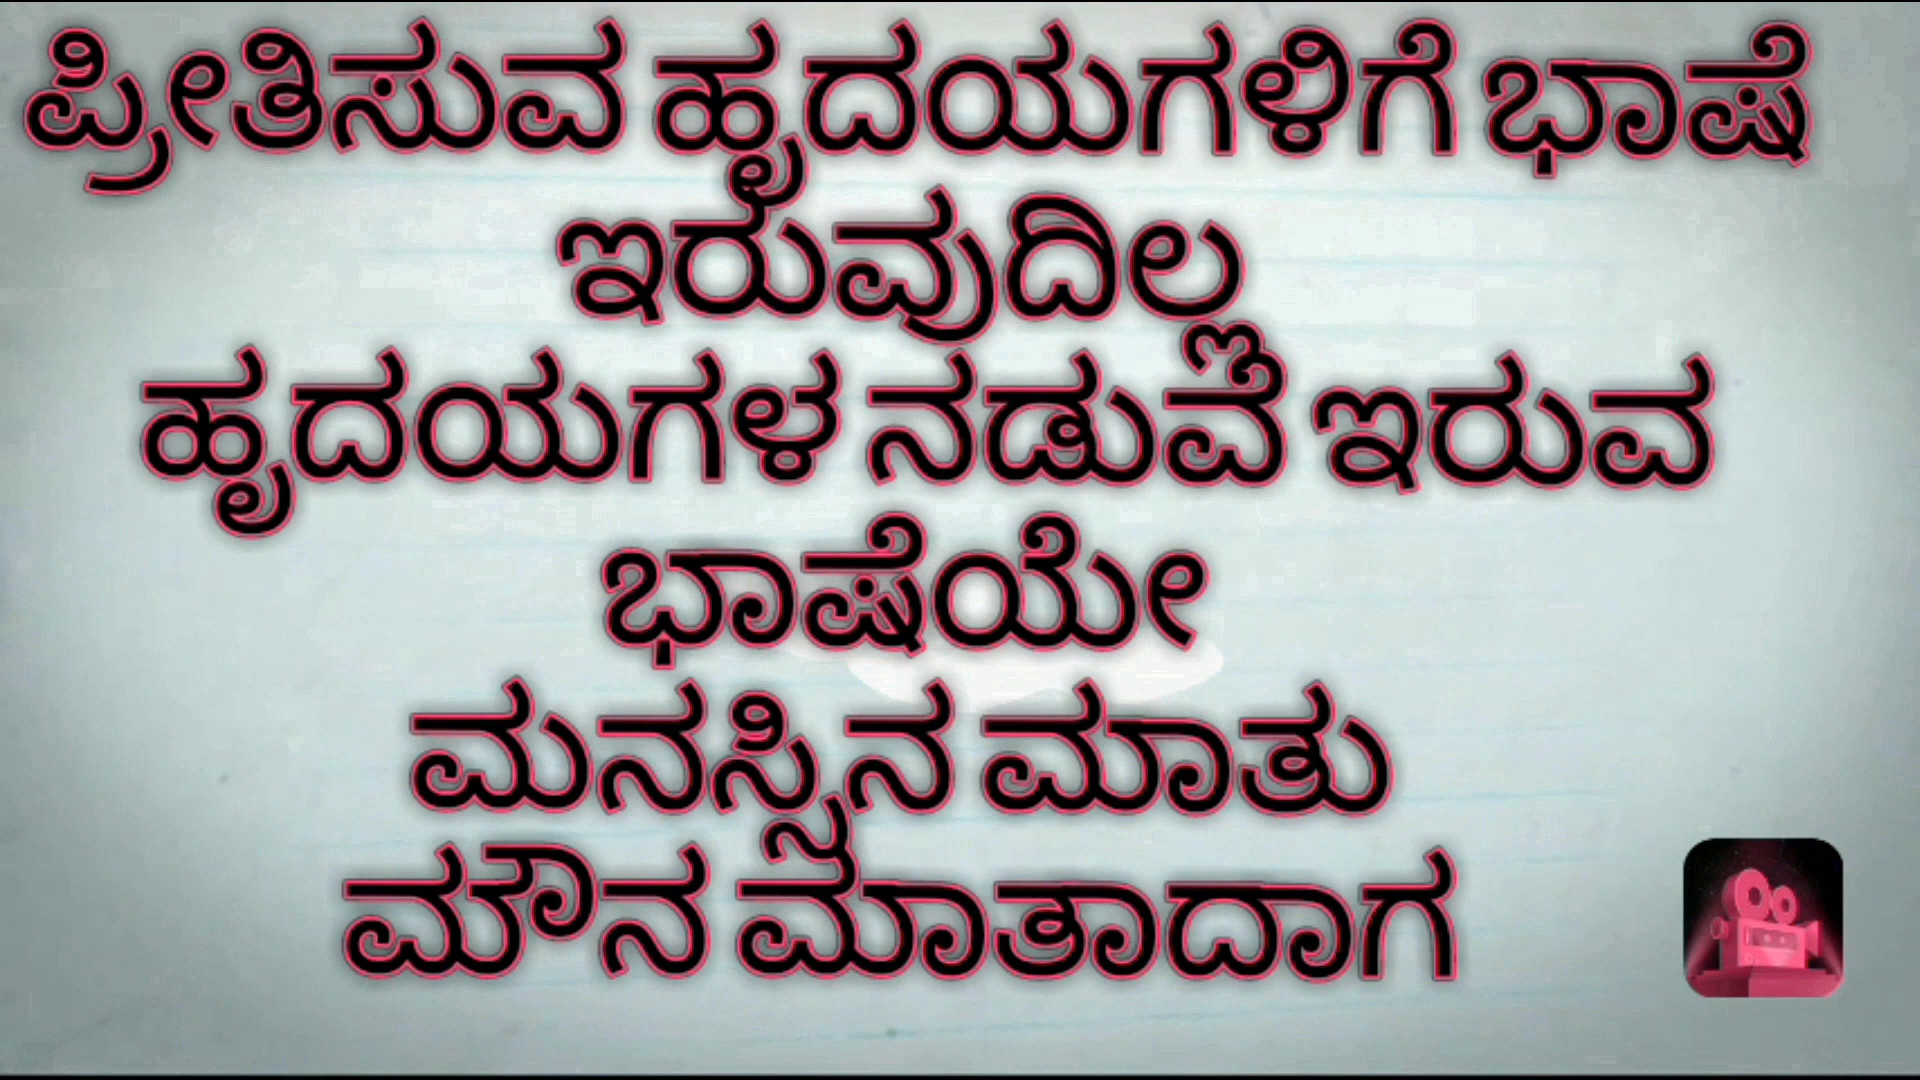 ಪ್ರೀತಿಸುವ ಹೃದಯಗಳಿಗೆ ಭಾಷೆ
ಇರುವುದಿಲ್ಲ
ಹೃದಯಗಳ ನಡುವೆ ಇರುವ
ಭಾಷೆಯೇ
ಮನಸ್ಸಿನ ಮಾತು
ಮೌನ ಮಾತಾದಾಗ